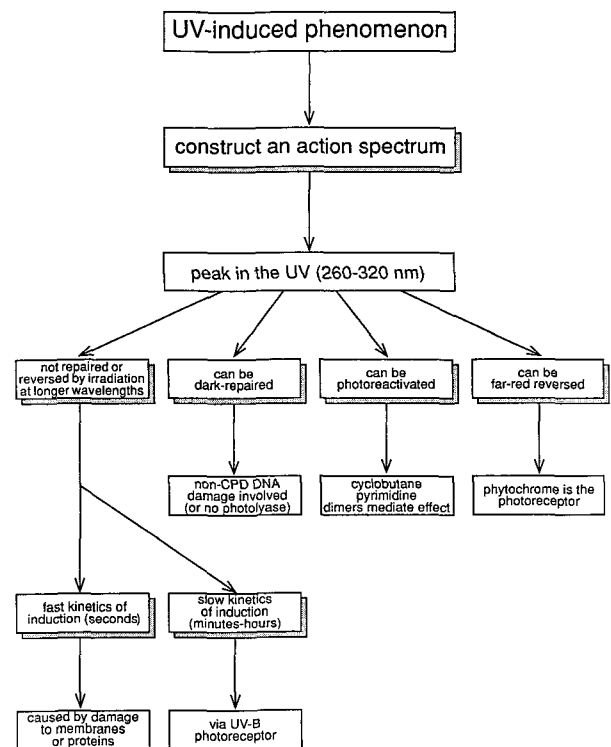 UV-induced phenomenon
construct an action spectrum
peak in the UV (260-320 nm)
not repaired or
reversed by irradiation
at longer wavelengths
can be
dark-repaired
can be
photoreactivated
can be
far-red reversed
non-CPD DNA
damage involved
(or no photolyase)
cyclobutane
pyrimidine
dimers mediate effect
phytochrome is the
photoreceptor
fast kinetics of
induction (seconds)
slow kinetics
of induction
(minutes-hours)
caused by damage
to membranes
or proteins
via UV-B
photoreceptor